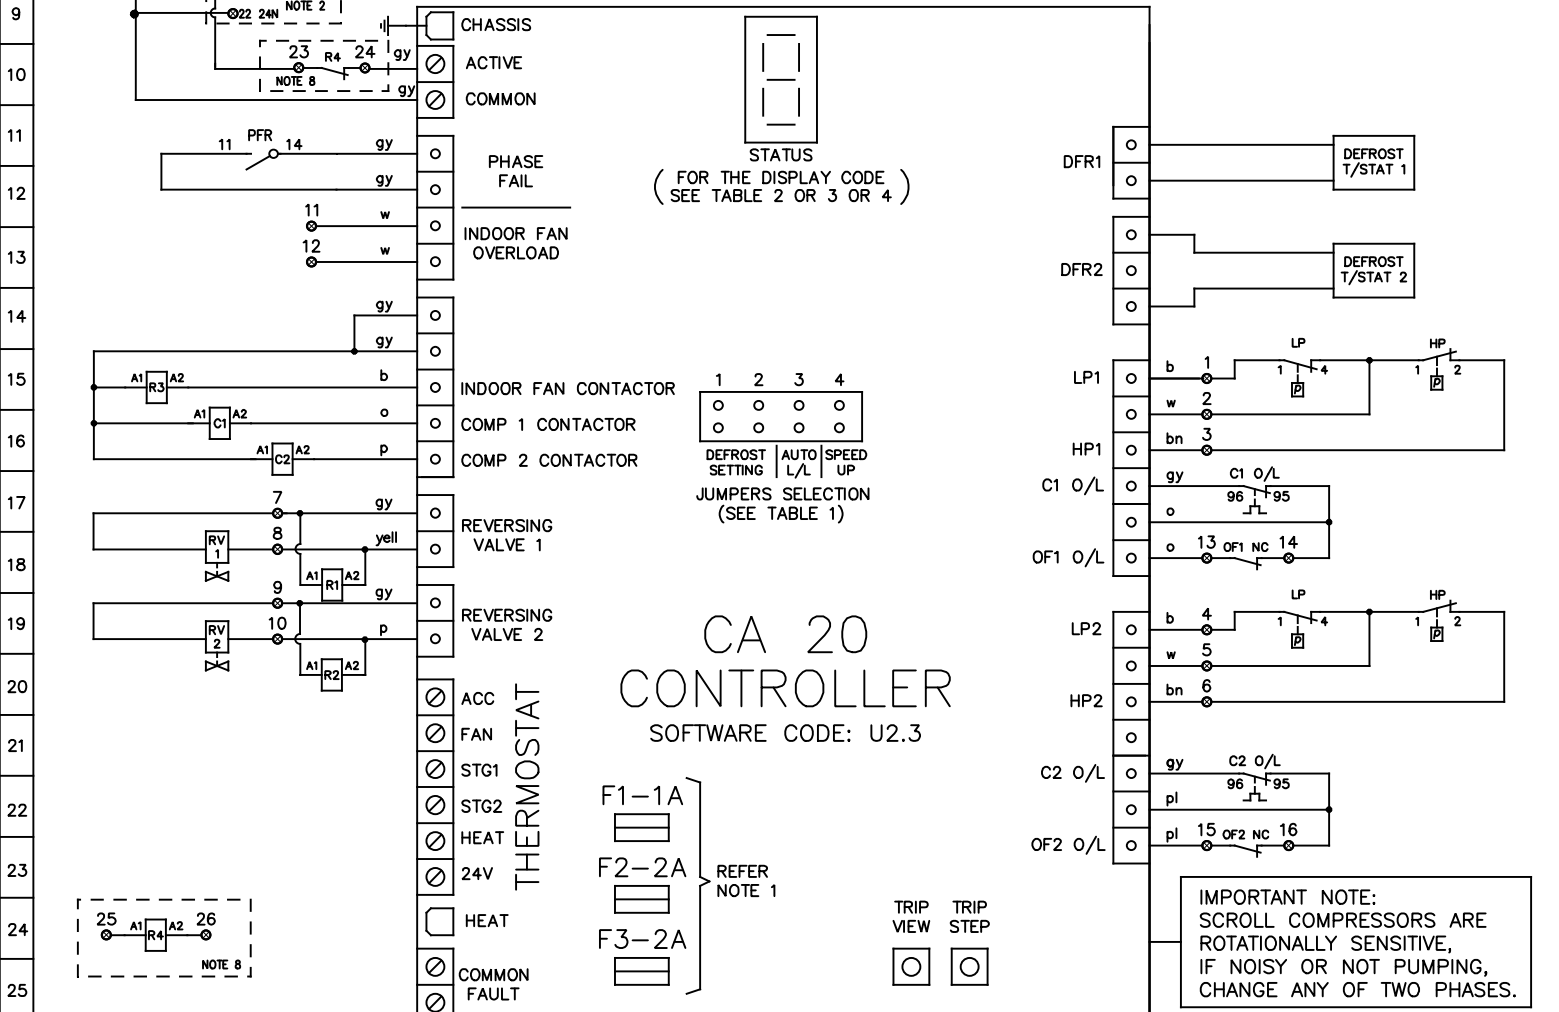 9
10
11
12
13
14
15
16
17
18
19
20
21
22
23
24
25
22 24N
NOTE 2
23 R4 24
NOTE 8
gy
gy
CHASSIS
ACTIVE
COMMON
PFR
11 14
gy
gy
PHASE
FAIL
11 w
12 w
INDOOR FAN
OVERLOAD
gy
gy
A1 R3 A2 b
INDOOR FAN CONTACTOR
A1 C1 A2 o
COMP 1 CONTACTOR
A1 C2 A2 p
COMP 2 CONTACTOR
7 gy
RV
1
8 yell
A1 R1 A2
REVERSING
VALVE 1
9 gy
RV
2
10 p
A1 R2 A2
REVERSING
VALVE 2
ACC
FAN
STG1
STG2
HEAT
24V
THERMOSTAT
HEAT
COMMON
FAULT
25 A1 R4 A2 26
NOTE 8
STATUS
(FOR THE DISPLAY CODE
SEE TABLE 2 OR 3 OR 4)
1 2 3 4
DEFROST
SETTING
AUTO
L/L
SPEED
UP
JUMPERS SELECTION
(SEE TABLE 1)
CA 20
CONTROLLER
SOFTWARE CODE: U2.3
F1-1A
F2-2A
F3-2A
REFER
NOTE 1
TRIP
VIEW
TRIP
STEP
DFR1
DEFROST
T/STAT 1
DFR2
DEFROST
T/STAT 2
LP1
b 1
LP
1 4
P
HP
1 2
P
w 2
HP1
bn 3
C1 O/L
gy
C1 O/L
96 95
o
OF1 O/L
o 13 OF1 NC 14
LP2
b 4
LP
1 4
P
HP
1 2
P
w 5
HP2
bn 6
C2 O/L
gy
C2 O/L
96 95
pl
OF2 O/L
pl 15 OF2 NC 16
IMPORTANT NOTE:
SCROLL COMPRESSORS ARE
ROTATIONALLY SENSITIVE,
IF NOISY OR NOT PUMPING,
CHANGE ANY OF TWO PHASES.